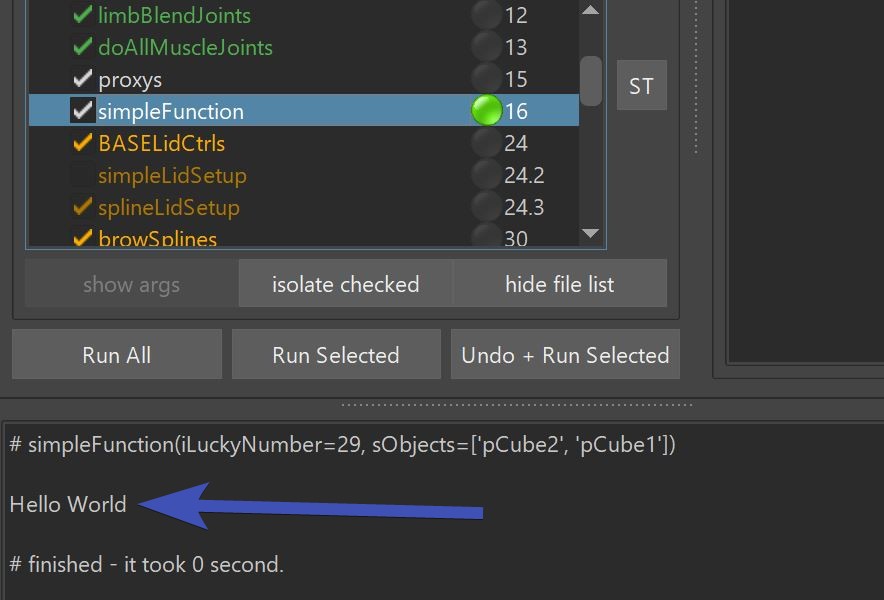 limbBlendJoints 12
doAllMuscleJoints 13
proxys 15
ST
simpleFunction 16
BASELidCtrls 24
simpleLidSetup 24.2
splineLidSetup 24.3
browSplines 30
show args isolate checked hide file list
Run All Run Selected Undo + Run Selected
# simpleFunction(iLuckyNumber=29, sObjects=['pCube2', 'pCube1'])
Hello World
# finished - it took 0 second.